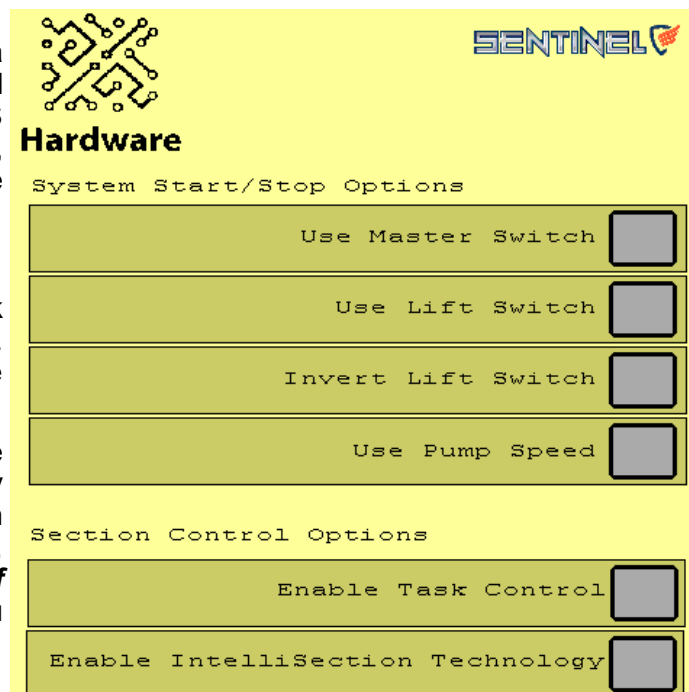 SENTINEL
Hardware
System Start/Stop Options
Use Master Switch
Use Lift Switch
Invert Lift Switch
Use Pump Speed
Section Control Options
Enable Task Control
Enable IntelliSection Technology